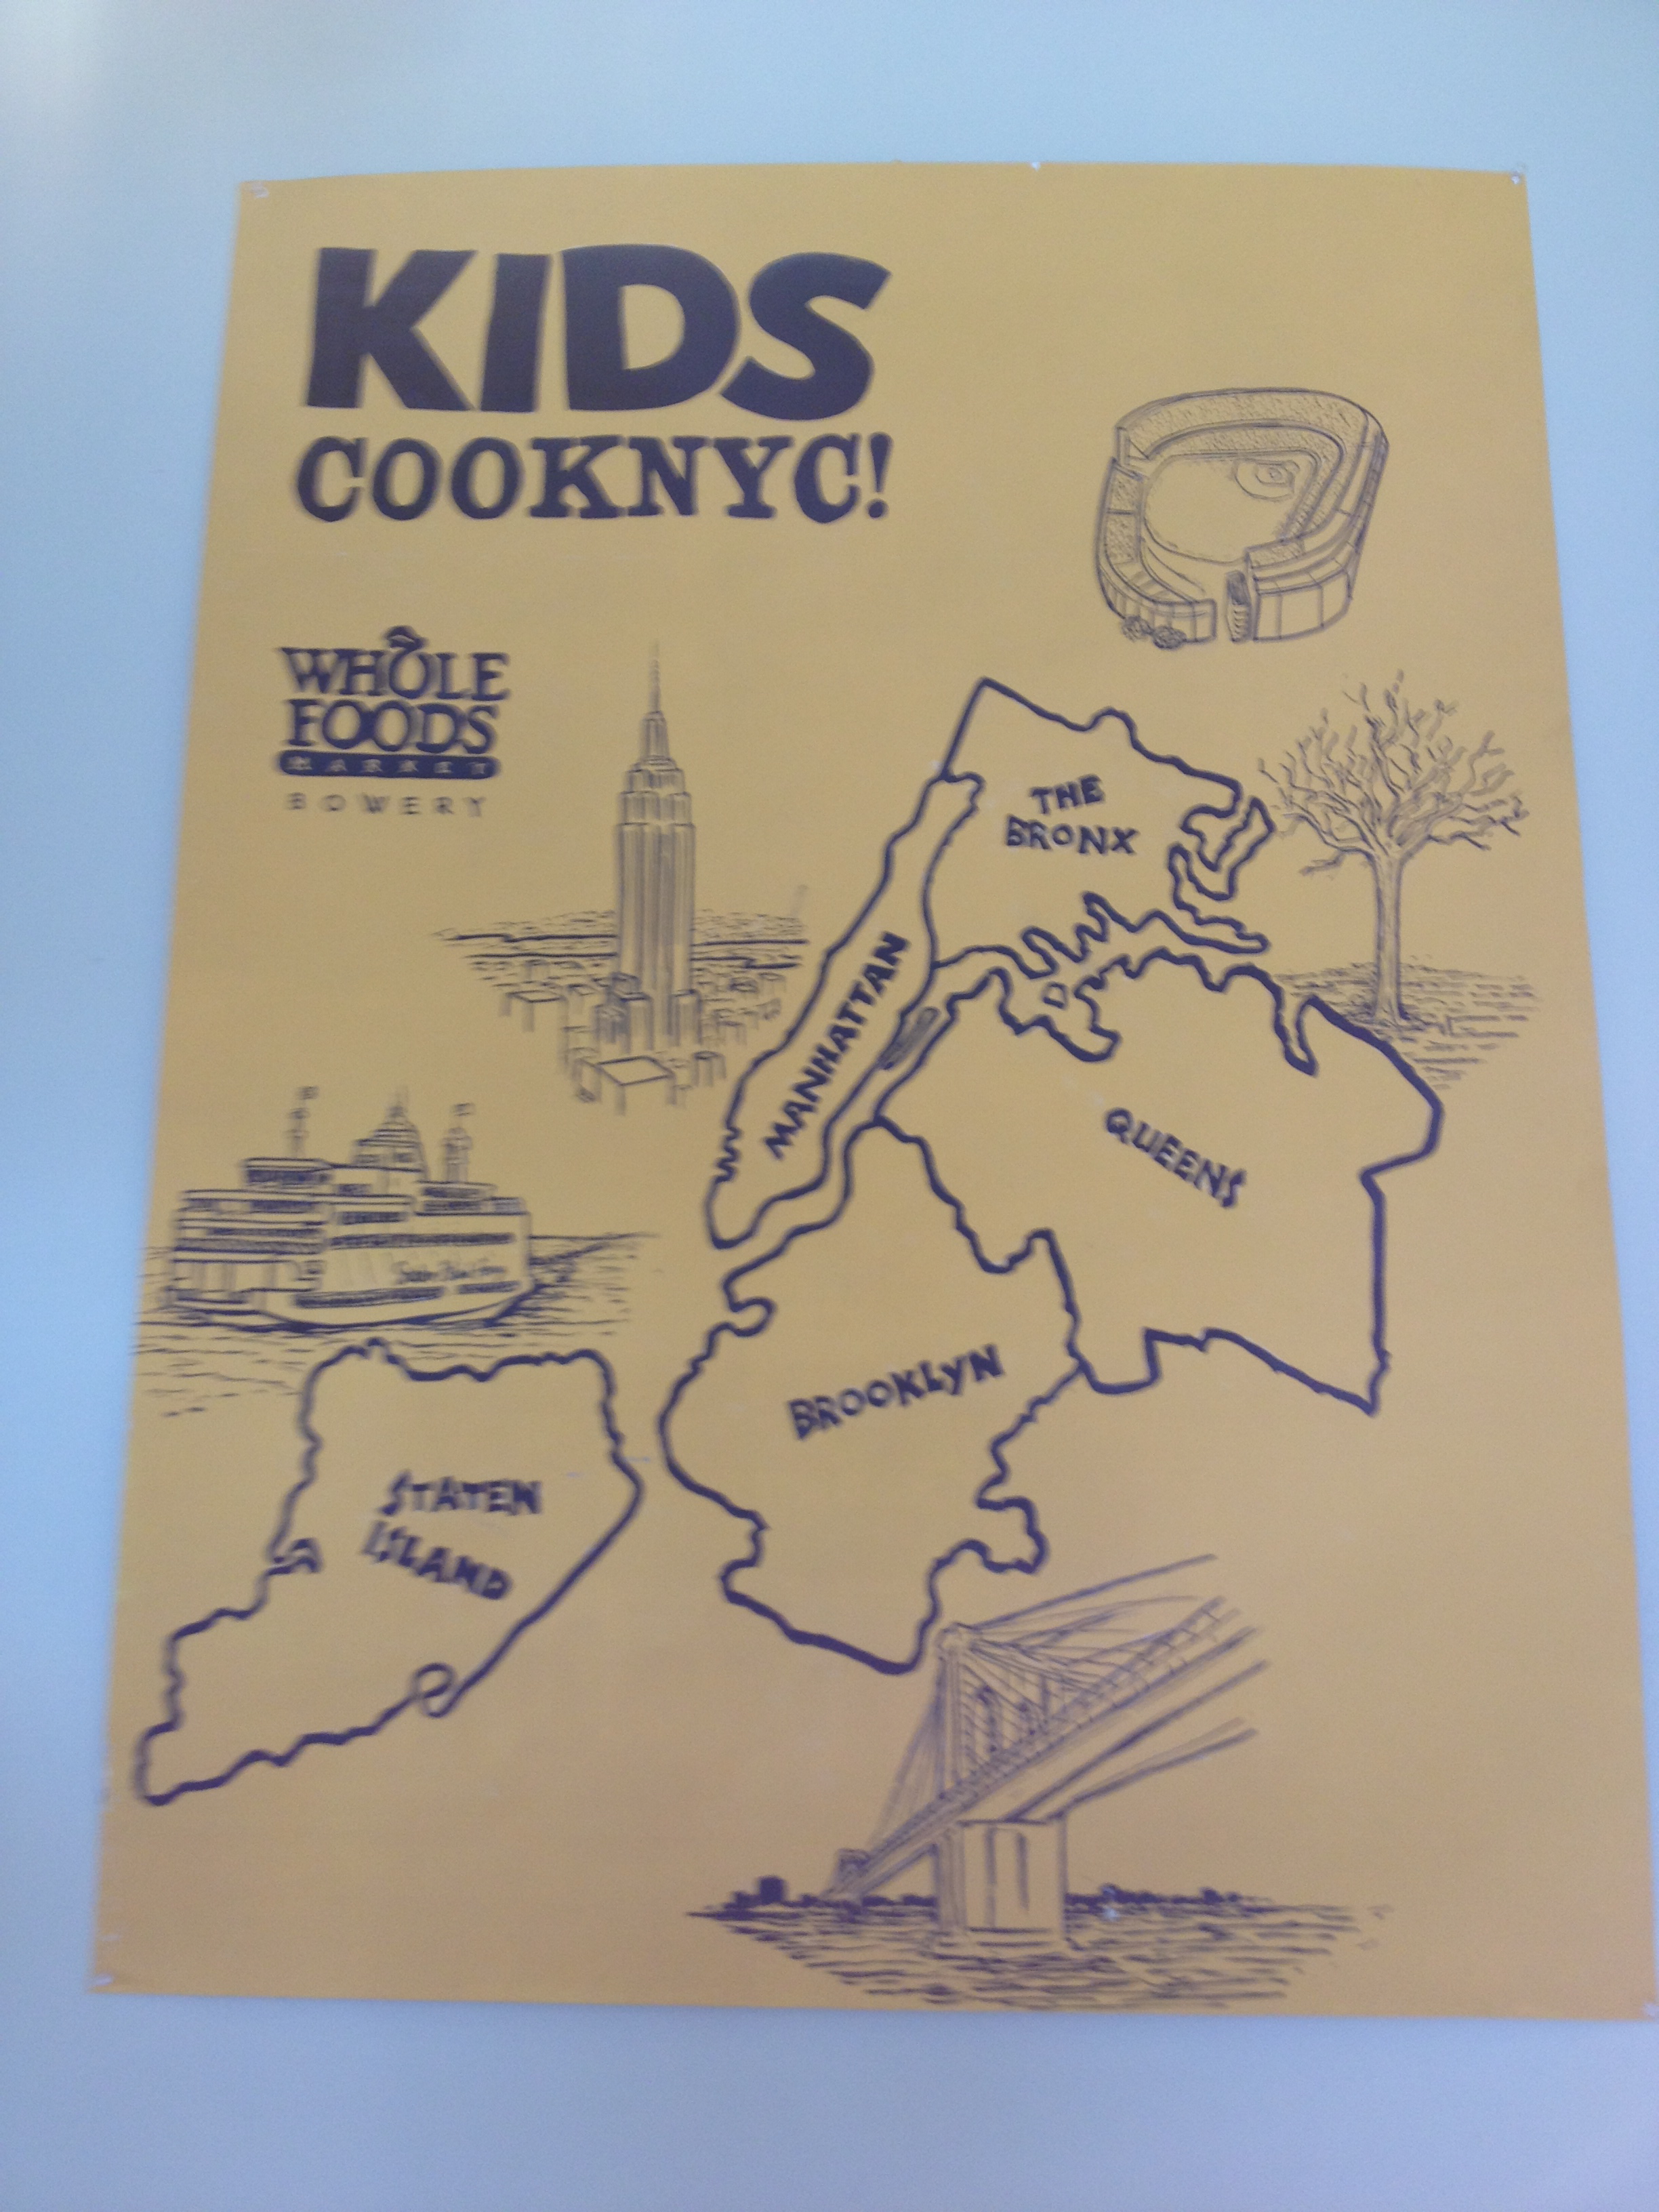 KIDS
COOKNYC!
WHOLE
FOODS
MARKET
BOWERY
THE
BRONX
MANHATTAN
QUEENS
BROOKLYN
STATEN
ISLAND